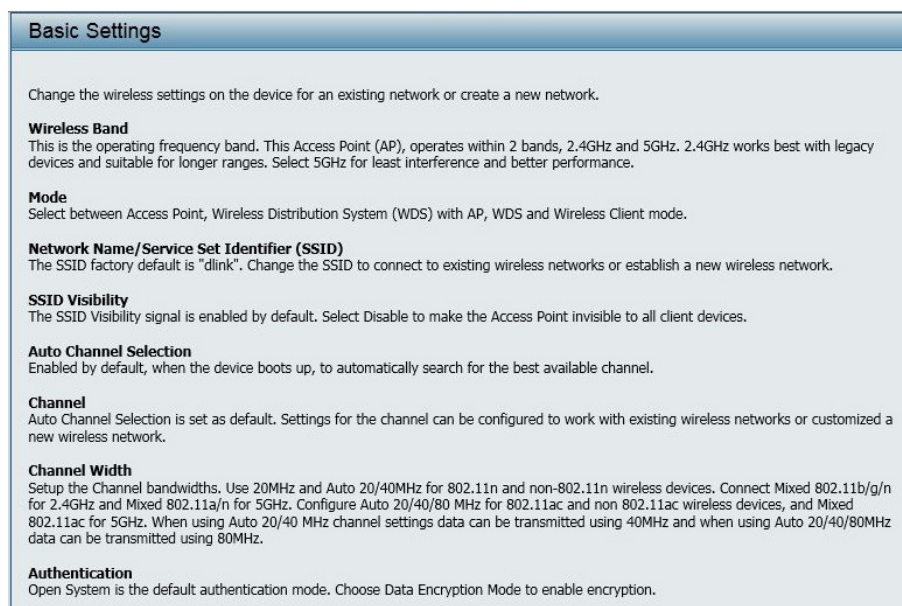 Basic Settings
Change the wireless settings on the device for an existing network or create a new network.
Wireless Band
This is the operating frequency band. This Access Point (AP), operates within 2 bands, 2.4GHz and 5GHz. 2.4GHz works best with legacy
devices and suitable for longer ranges. Select 5GHz for least interference and better performance.
Mode
Select between Access Point, Wireless Distribution System (WDS) with AP, WDS and Wireless Client mode.
Network Name/Service Set Identifier (SSID)
The SSID factory default is "dlink". Change the SSID to connect to existing wireless networks or establish a new wireless network.
SSID Visibility
The SSID Visibility signal is enabled by default. Select Disable to make the Access Point invisible to all client devices.
Auto Channel Selection
Enabled by default, when the device boots up, to automatically search for the best available channel.
Channel
Auto Channel Selection is set as default. Settings for the channel can be configured to work with existing wireless networks or customized a
new wireless network.
Channel Width
Setup the Channel bandwidths. Use 20MHz and Auto 20/40MHz for 802.11n and non-802.11n wireless devices. Connect Mixed 802.11b/g/n
for 2.4GHz and Mixed 802.11a/n for 5GHz. Configure Auto 20/40/80 MHz for 802.11ac and non 802.11ac wireless devices, and Mixed
802.11ac for 5GHz. When using Auto 20/40 MHz channel settings data can be transmitted using 40MHz and when using Auto 20/40/80MHz
data can be transmitted using 80MHz.
Authentication
Open System is the default authentication mode. Choose Data Encryption Mode to enable encryption.